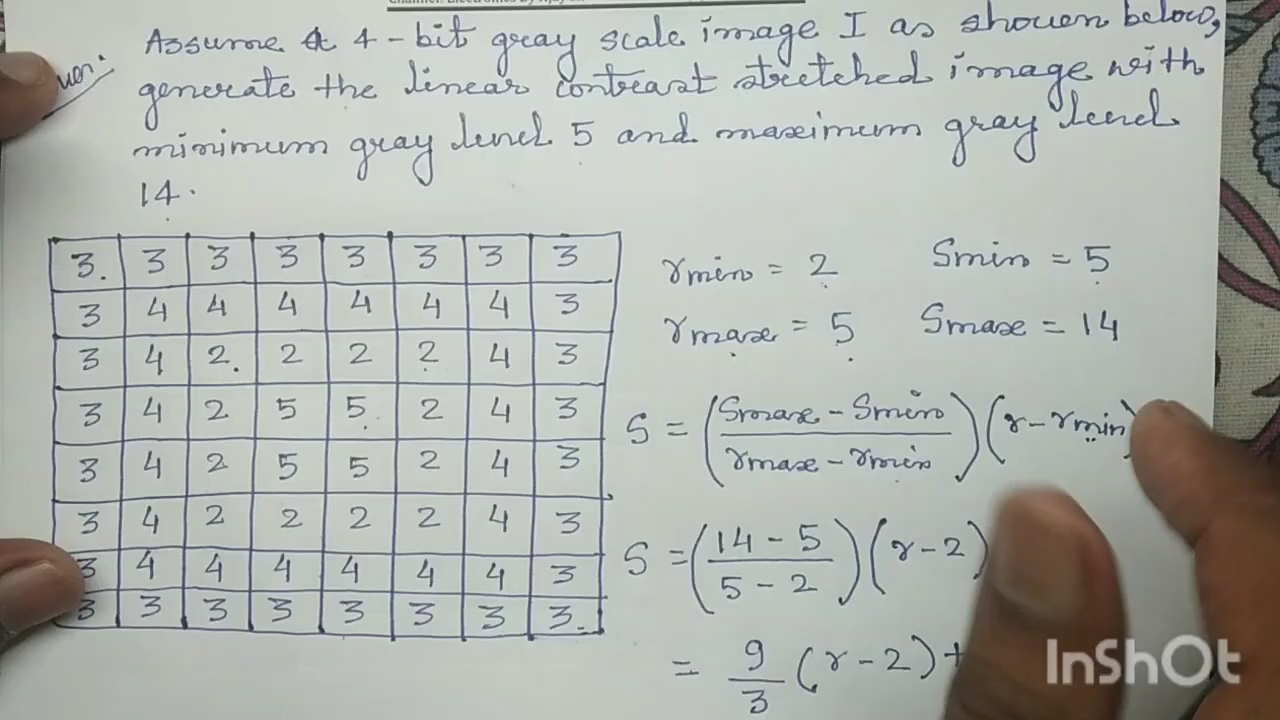 Assume a 4-bit gray scale image I as shown below,
generate the linear contrast stretched image with
minimum gray level 5 and maximum gray level
14.
3. 3 3 3 3 3 3 3
3 4 4 4 4 4 4 3
3 4 2. 2 2 2 4 3
3 4 2 5 5. 2 4 3
3 4 2 5 5 2 4 3
3 4 2 2 2 2 4 3
3 4 4 4 4 4 4 3
3 3 3 3 3 3 3 3.
rmin = 2 Smin = 5
rmax = 5 Smax = 14
S = (Smax - Smin / rmax - rmin) (r - rmin)
S = (14 - 5 / 5 - 2) (r - 2)
= 9/3 (r - 2) +
InShOt